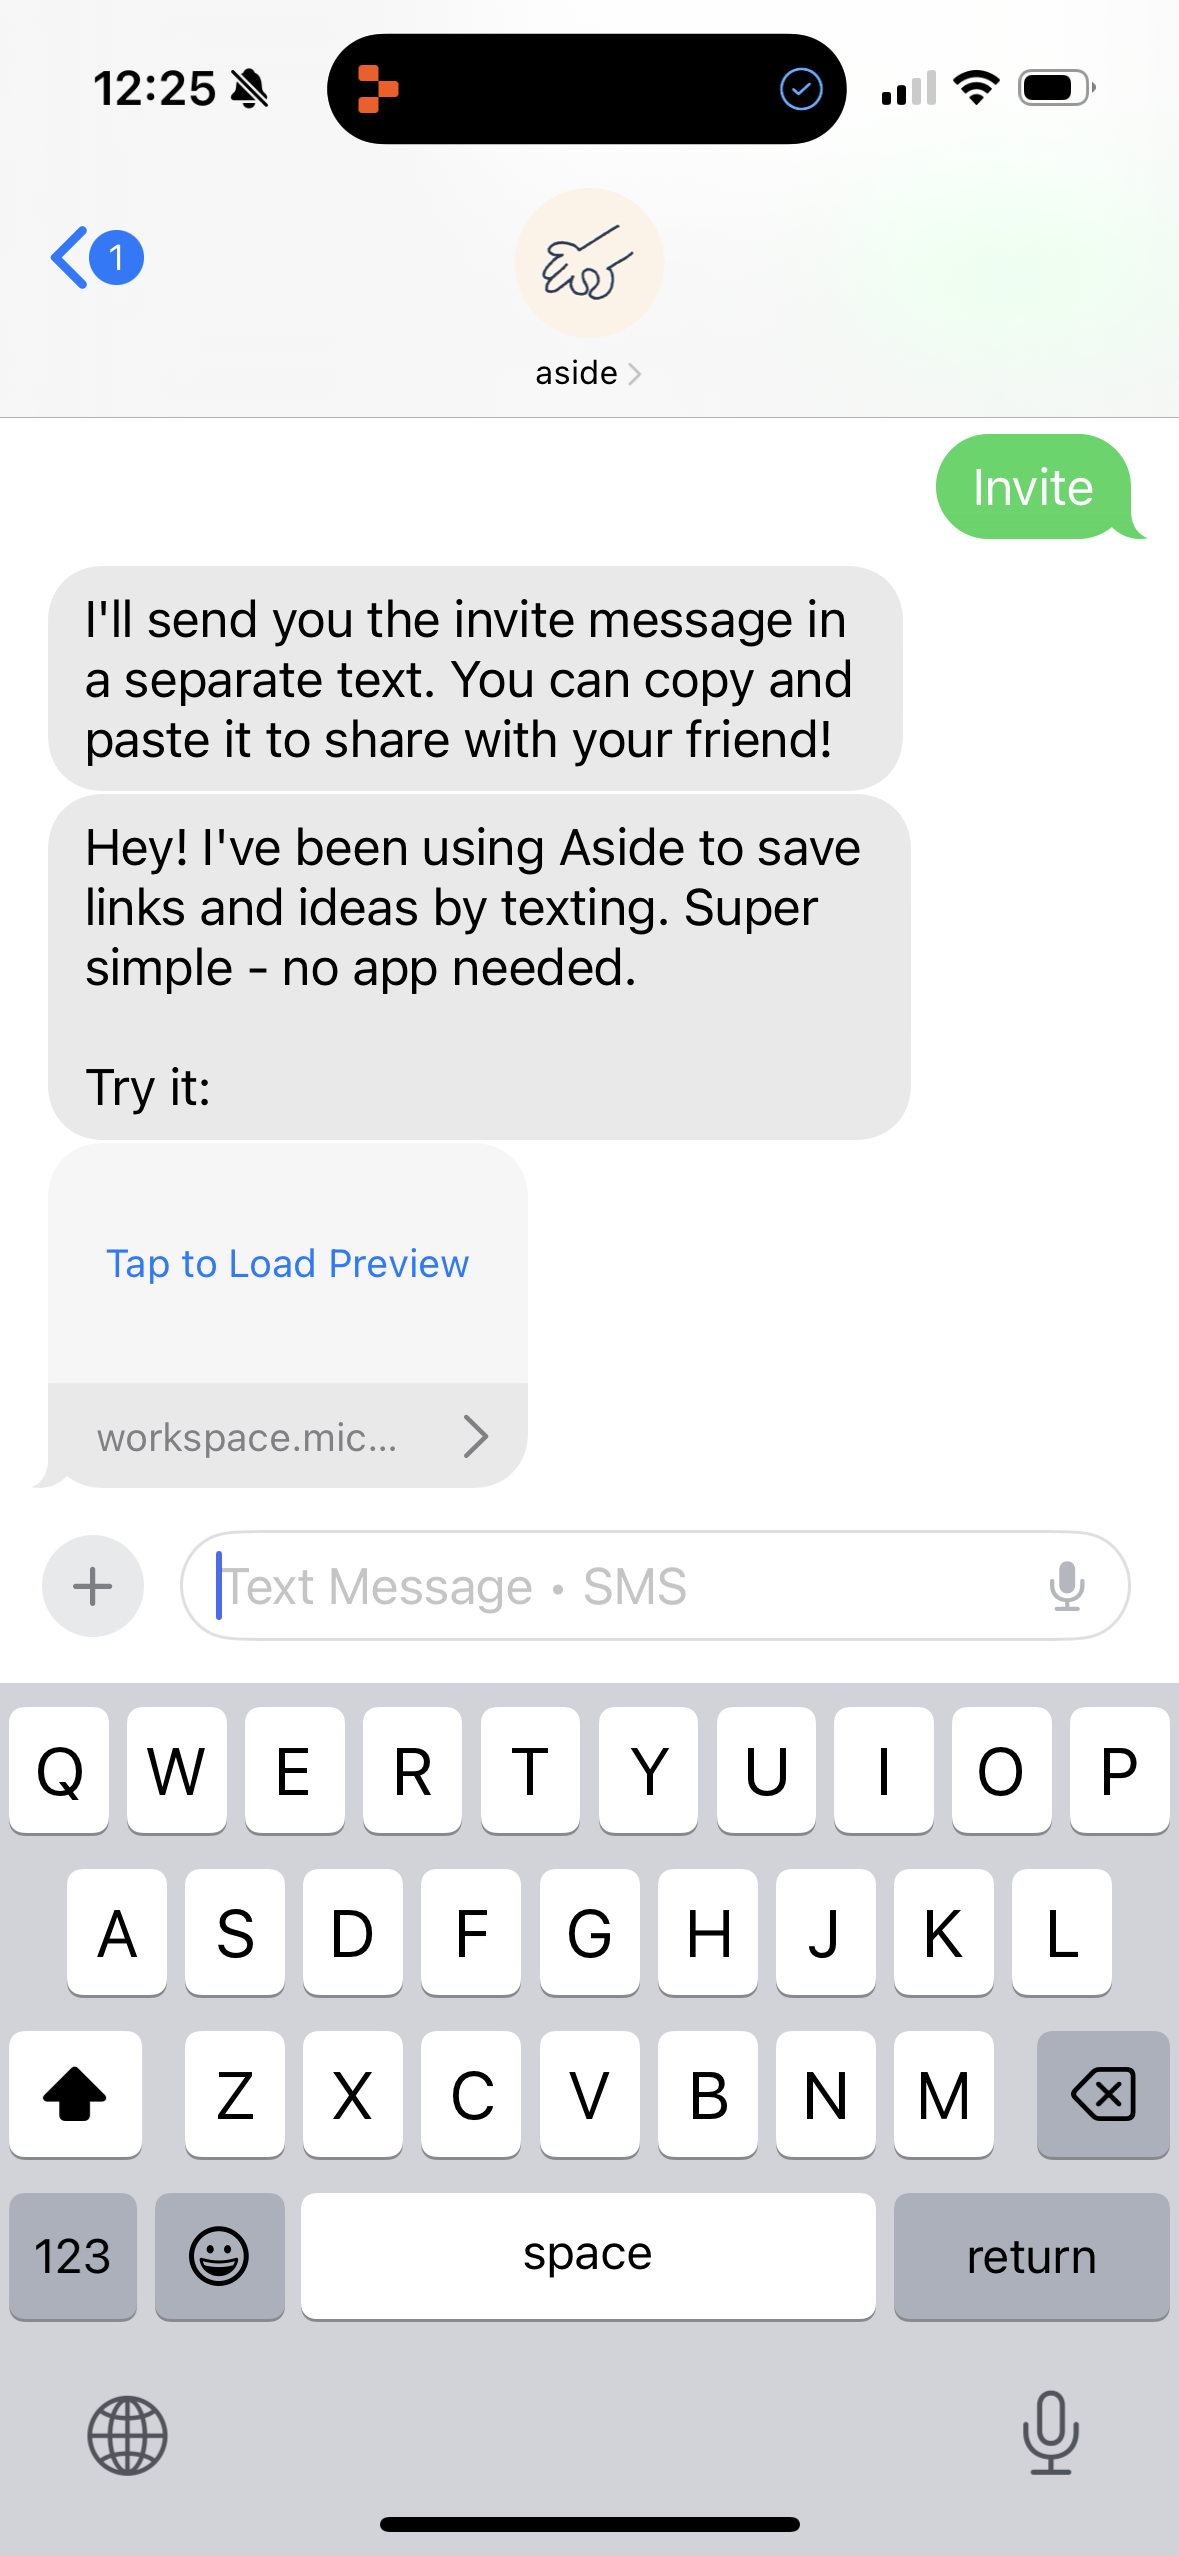 12:25
1
aside
Invite
I'll send you the invite message in
a separate text. You can copy and
paste it to share with your friend!
Hey! I've been using Aside to save
links and ideas by texting. Super
simple - no app needed.
Try it:
Tap to Load Preview
workspace.mic...
Text Message • SMS
Q W E R T Y U I O P
A S D F G H J K L
Z X C V B N M
123 space return